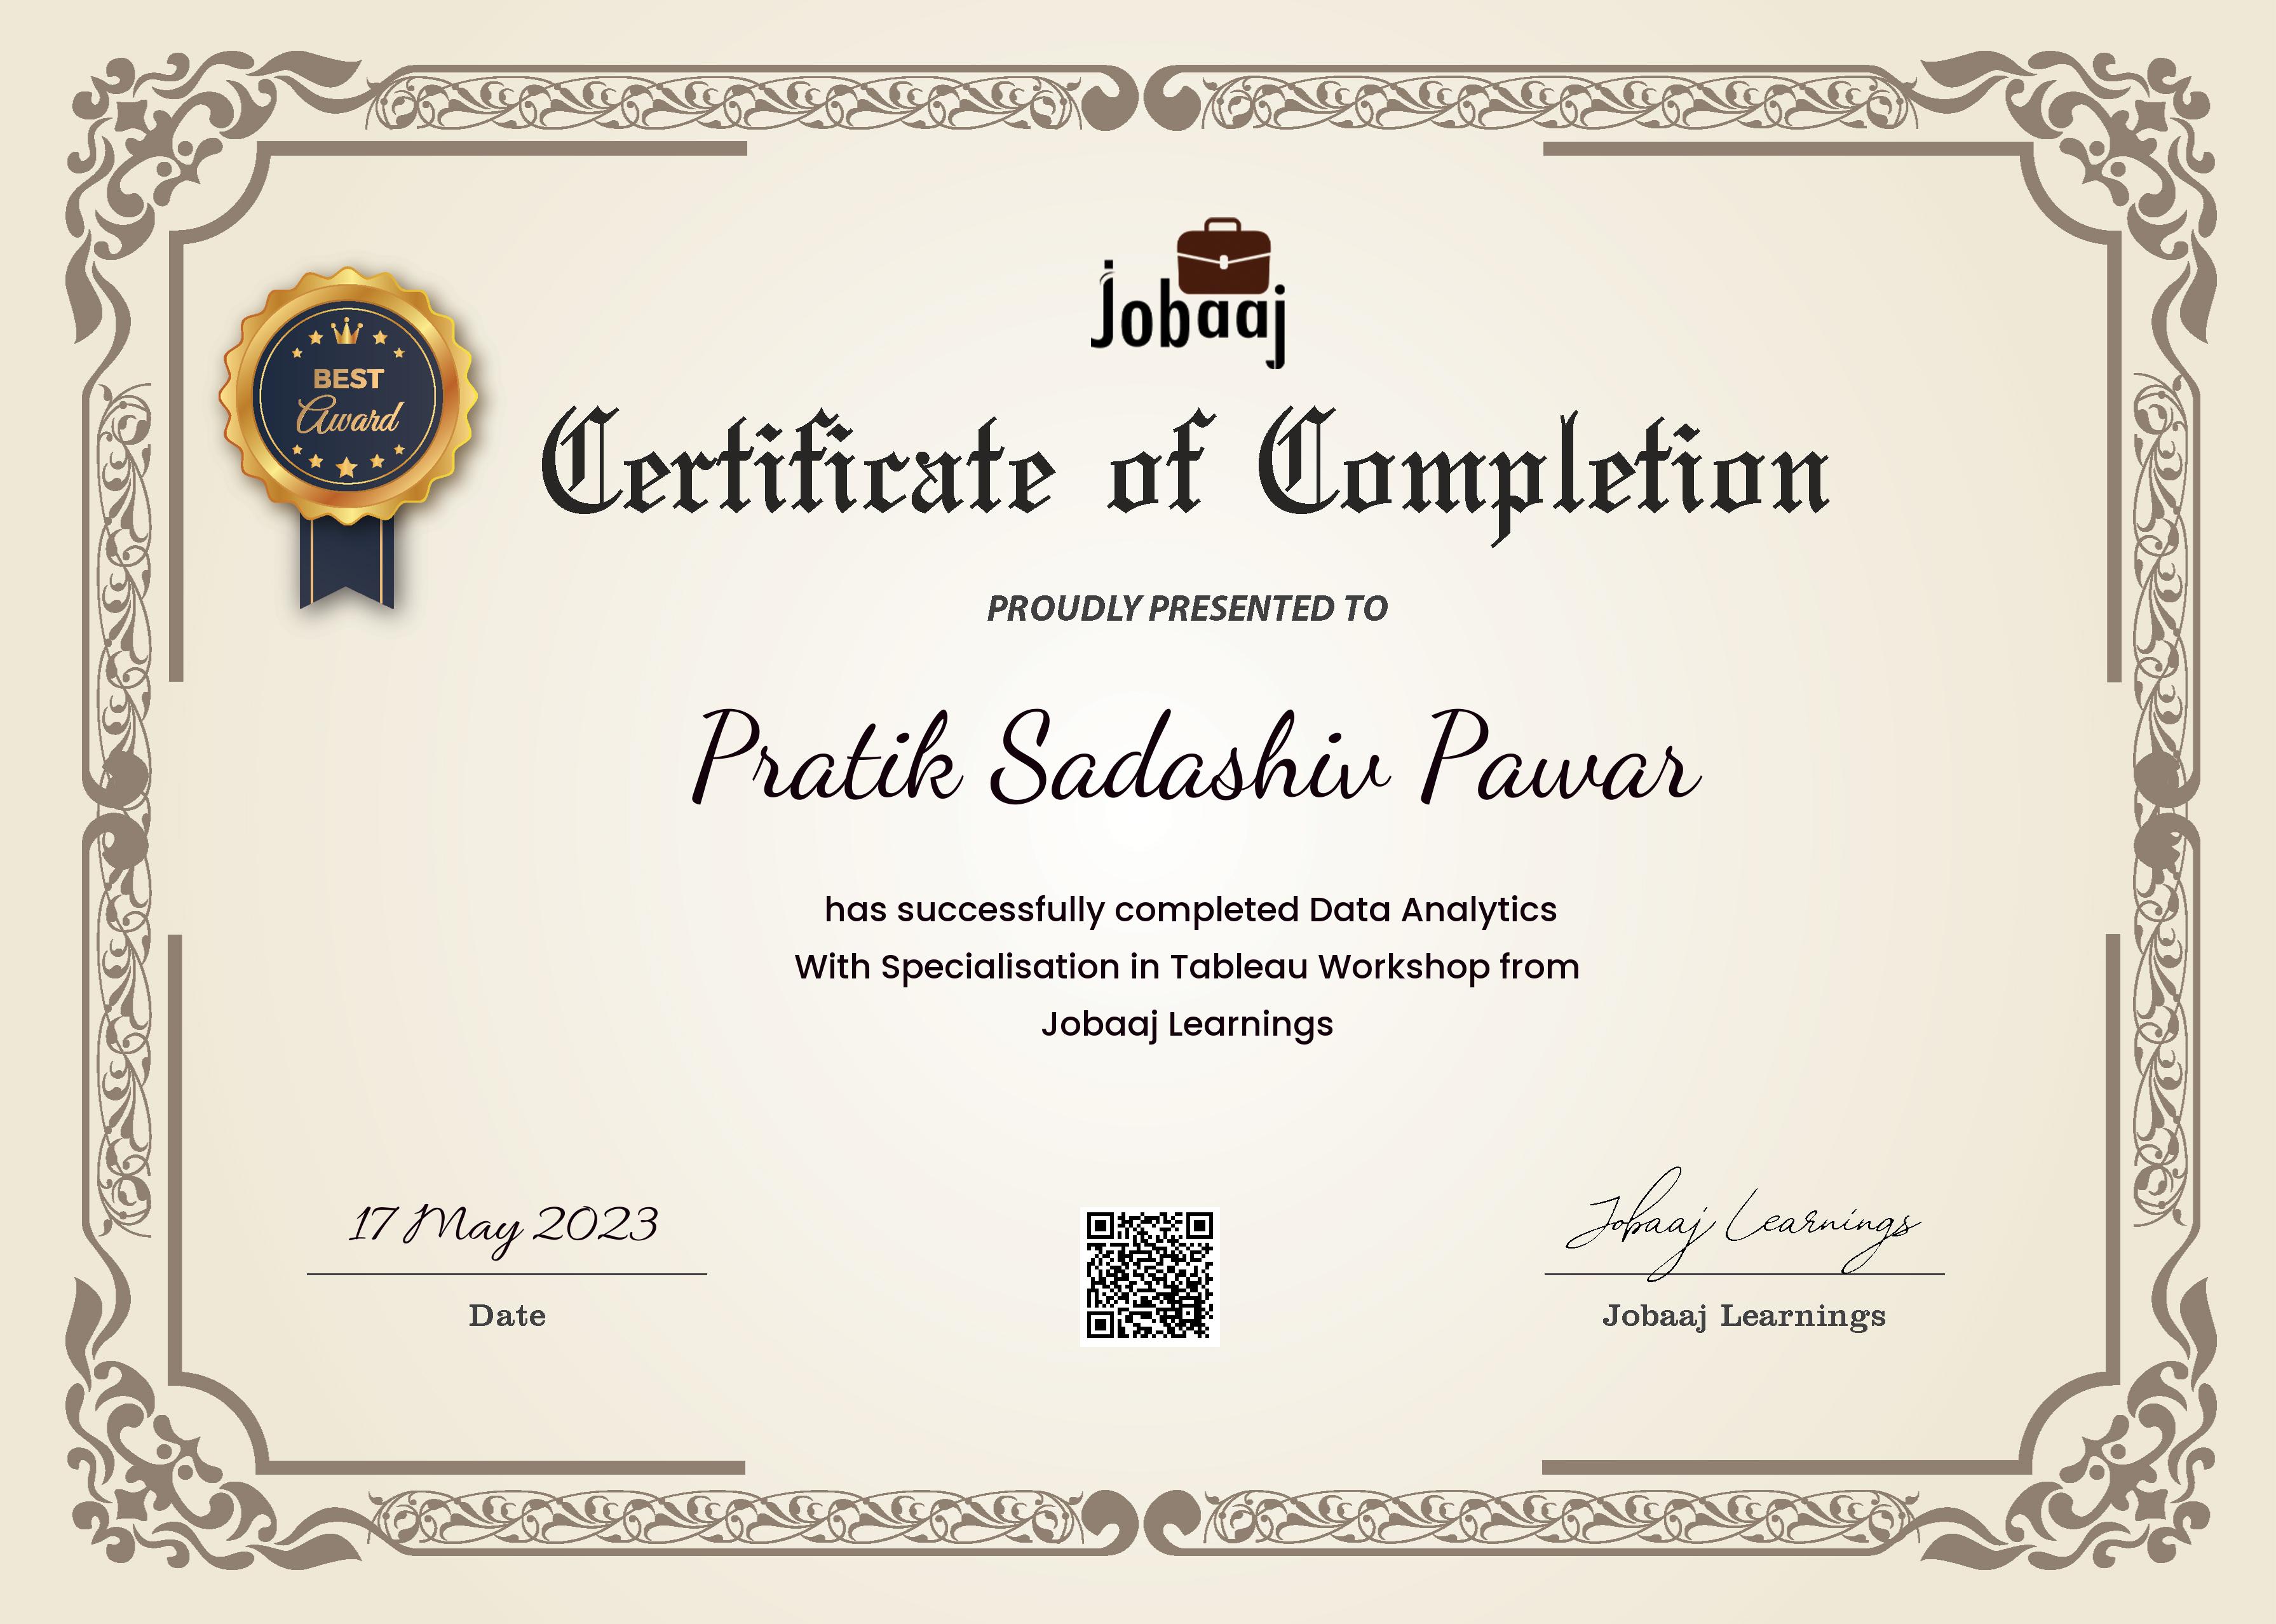 Jobaaj
BEST
Award
Certificate of Completion
PROUDLY PRESENTED TO
Pratik Sadashiv Pawar
has successfully completed Data Analytics
With Specialisation in Tableau Workshop from
Jobaaj Learnings
17 May 2023
Date
Jobaaj Learnings
Jobaaj Learnings